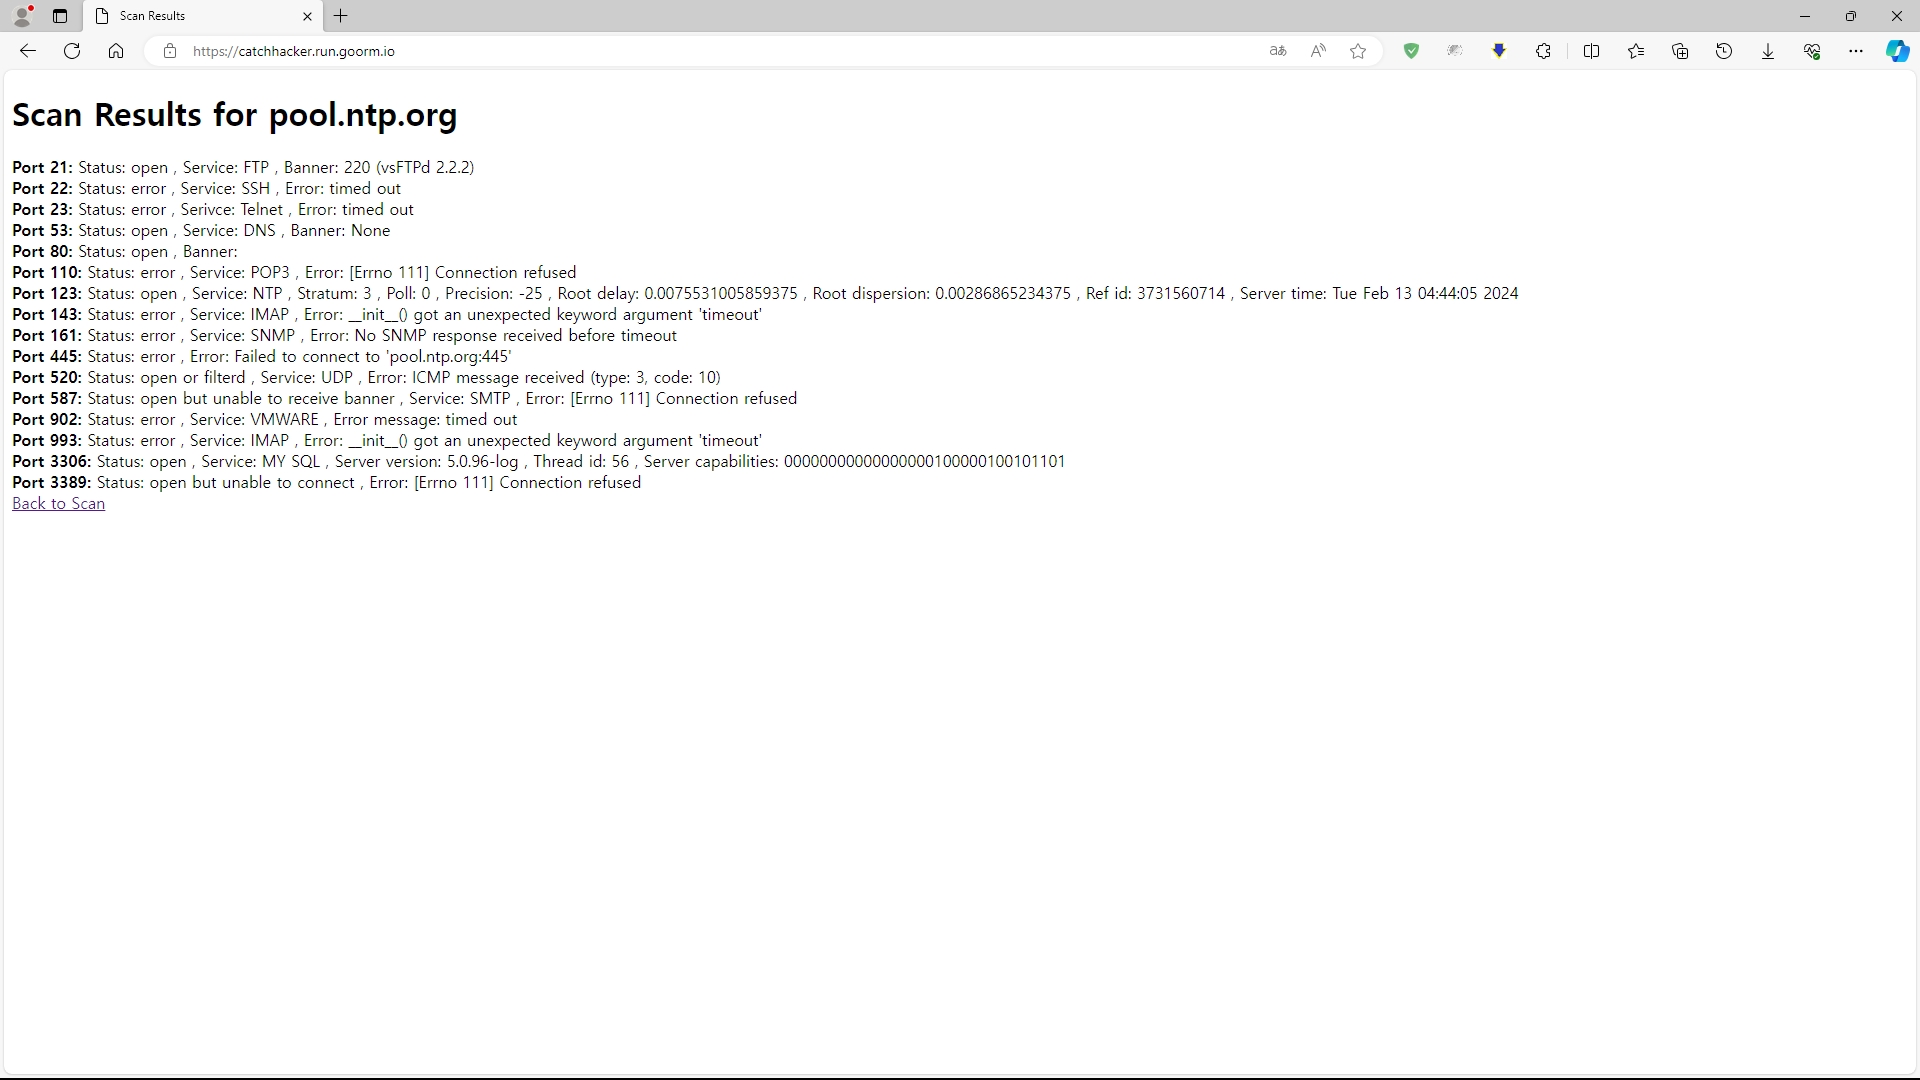 Scan Results
https://catchhacker.run.goorm.io
Scan Results for pool.ntp.org
Port 21: Status: open , Service: FTP , Banner: 220 (vsFTPd 2.2.2)
Port 22: Status: error , Service: SSH , Error: timed out
Port 23: Status: error , Serivce: Telnet , Error: timed out
Port 53: Status: open , Service: DNS , Banner: None
Port 80: Status: open , Banner:
Port 110: Status: error , Service: POP3 , Error: [Errno 111] Connection refused
Port 123: Status: open , Service: NTP , Stratum: 3 , Poll: 0 , Precision: -25 , Root delay: 0.0075531005859375 , Root dispersion: 0.00286865234375 , Ref id: 3731560714 , Server time: Tue Feb 13 04:44:05 2024
Port 143: Status: error , Service: IMAP , Error: __init__() got an unexpected keyword argument 'timeout'
Port 161: Status: error , Service: SNMP , Error: No SNMP response received before timeout
Port 445: Status: error , Error: Failed to connect to 'pool.ntp.org:445'
Port 520: Status: open or filterd , Service: UDP , Error: ICMP message received (type: 3, code: 10)
Port 587: Status: open but unable to receive banner , Service: SMTP , Error: [Errno 111] Connection refused
Port 902: Status: error , Service: VMWARE , Error message: timed out
Port 993: Status: error , Service: IMAP , Error: __init__() got an unexpected keyword argument 'timeout'
Port 3306: Status: open , Service: MY SQL , Server version: 5.0.96-log , Thread id: 56 , Server capabilities: 00000000000000000100000100101101
Port 3389: Status: open but unable to connect , Error: [Errno 111] Connection refused
Back to Scan